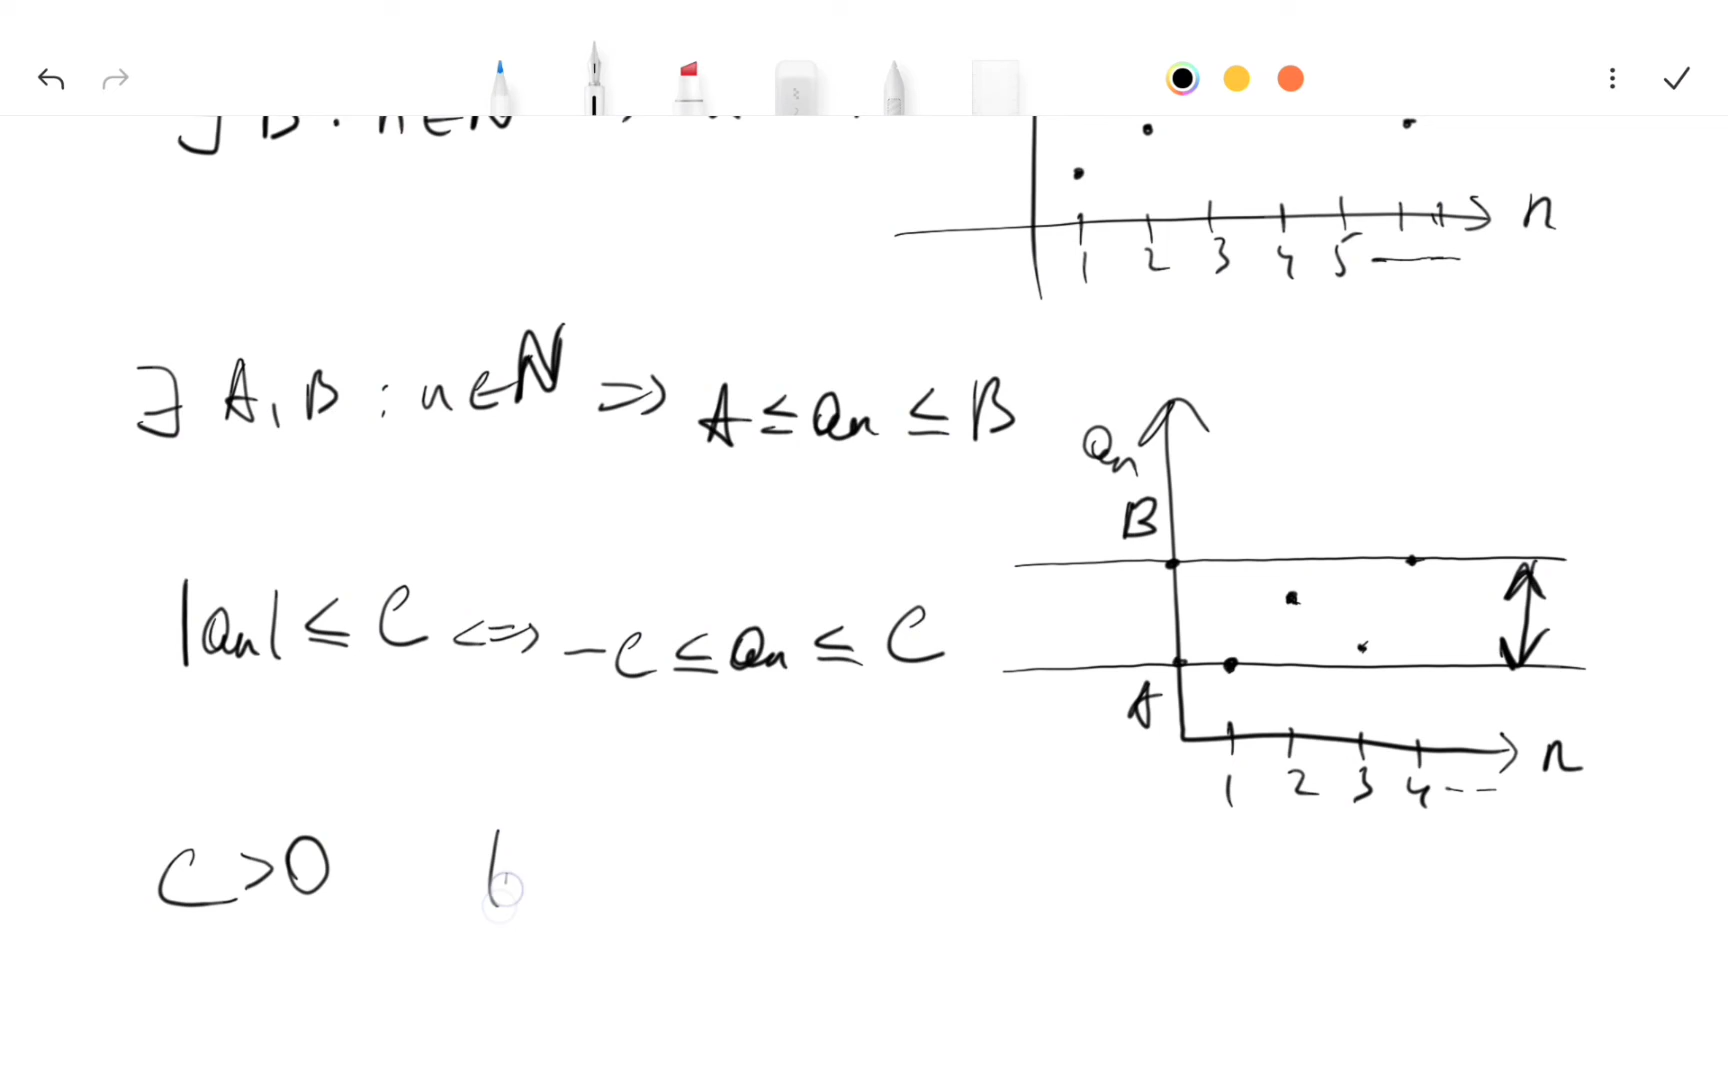 ∃ B : n ∈ N
n
1 2 3 4 5
∃ A, B : n ∈ N ⇒ A ≤ an ≤ B
an
B
|an| ≤ C <=> -C ≤ an ≤ C
A
n
1 2 3 4 --
C > 0